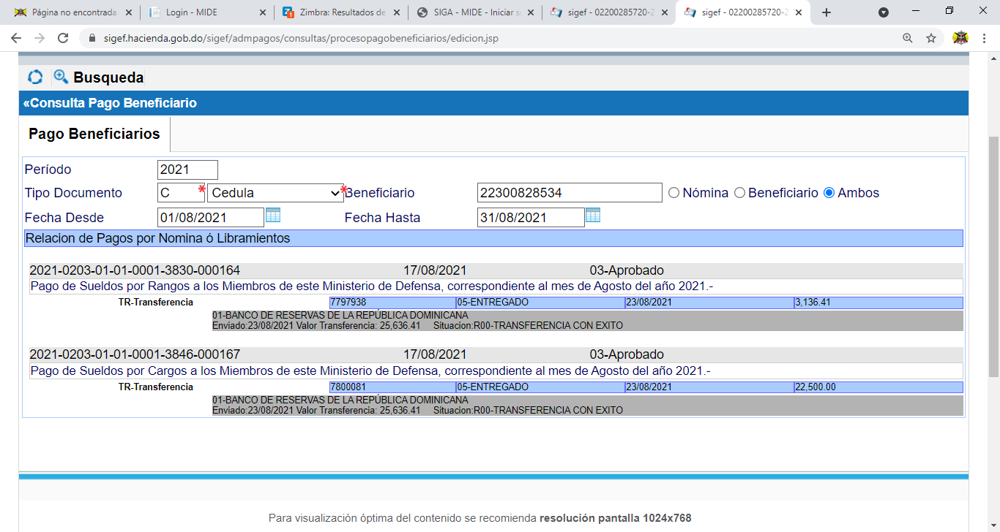 Página no encontrada
Login - MIDE
Zimbra: Resultados de
SIGA - MIDE - Iniciar s
sigef - 02200285720-2
sigef - 02200285720-2
sigef.hacienda.gob.do/sigef/admpagos/consultas/procesopagobeneficiarios/edicion.jsp
Busqueda
«Consulta Pago Beneficiario
Pago Beneficiarios
Período 2021
Tipo Documento C * Cedula * Beneficiario 22300828534 Nómina Beneficiario Ambos
Fecha Desde 01/08/2021 Fecha Hasta 31/08/2021
Relacion de Pagos por Nomina ó Libramientos
2021-0203-01-01-0001-3830-000164 17/08/2021 03-Aprobado
Pago de Sueldos por Rangos a los Miembros de este Ministerio de Defensa, correspondiente al mes de Agosto del año 2021.-
TR-Transferencia 7797938 05-ENTREGADO 23/08/2021 3,136.41
01-BANCO DE RESERVAS DE LA REPÚBLICA DOMINICANA
Enviado:23/08/2021 Valor Transferencia: 25,636.41 Situacion:R00-TRANSFERENCIA CON EXITO
2021-0203-01-01-0001-3846-000167 17/08/2021 03-Aprobado
Pago de Sueldos por Cargos a los Miembros de este Ministerio de Defensa, correspondiente al mes de Agosto del año 2021.-
TR-Transferencia 7800081 05-ENTREGADO 23/08/2021 22,500.00
01-BANCO DE RESERVAS DE LA REPÚBLICA DOMINICANA
Enviado:23/08/2021 Valor Transferencia: 25,636.41 Situacion:R00-TRANSFERENCIA CON EXITO
Para visualización óptima del contenido se recomienda resolución pantalla 1024x768